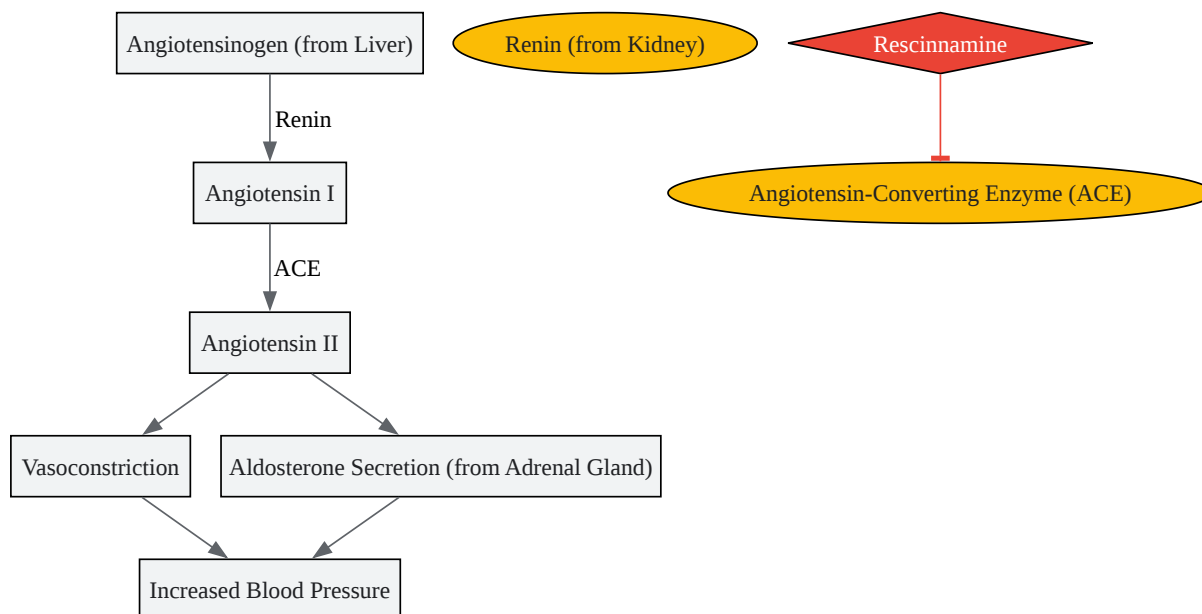 Angiotensinogen (from Liver)
Renin (from Kidney)
Rescinnamine
Renin
Angiotensin I
Angiotensin-Converting Enzyme (ACE)
ACE
Angiotensin II
Vasoconstriction
Aldosterone Secretion (from Adrenal Gland)
Increased Blood Pressure